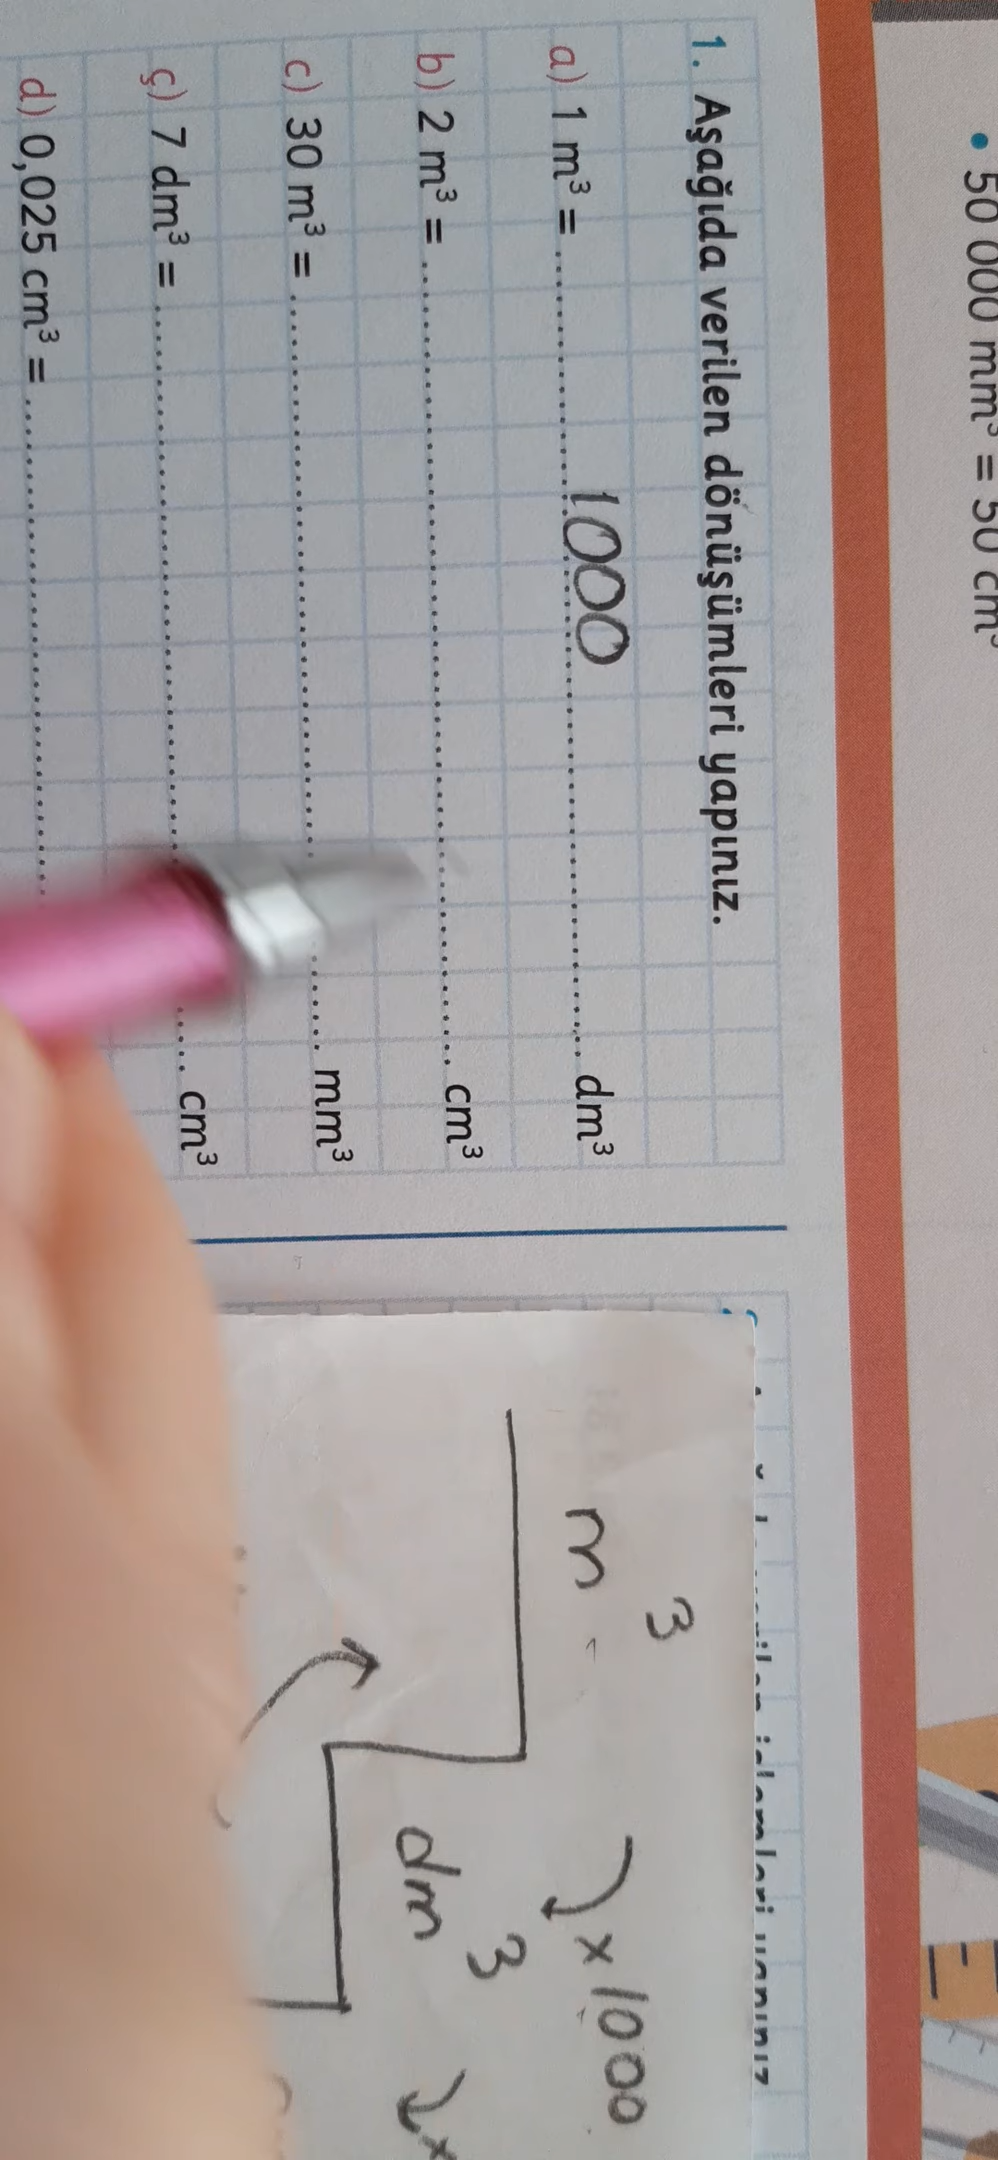 • 50 000 mm³ = 50 cm³
1. Aşağıda verilen dönüşümleri yapınız.
a) 1 m³ = ........1000........ dm³
b) 2 m³ = ................ cm³
c) 30 m³ = ................ mm³
ç) 7 dm³ = ................ cm³
d) 0,025 cm³ = ................
m³
x1000
dm³
x